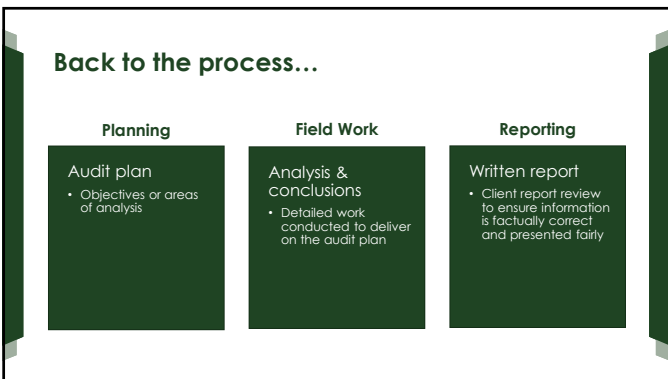 Back to the process…
Planning
Audit plan
• Objectives or areas
of analysis
Field Work
Analysis &
conclusions
• Detailed work
conducted to deliver
on the audit plan
Reporting
Written report
• Client report review
to ensure information
is factually correct
and presented fairly